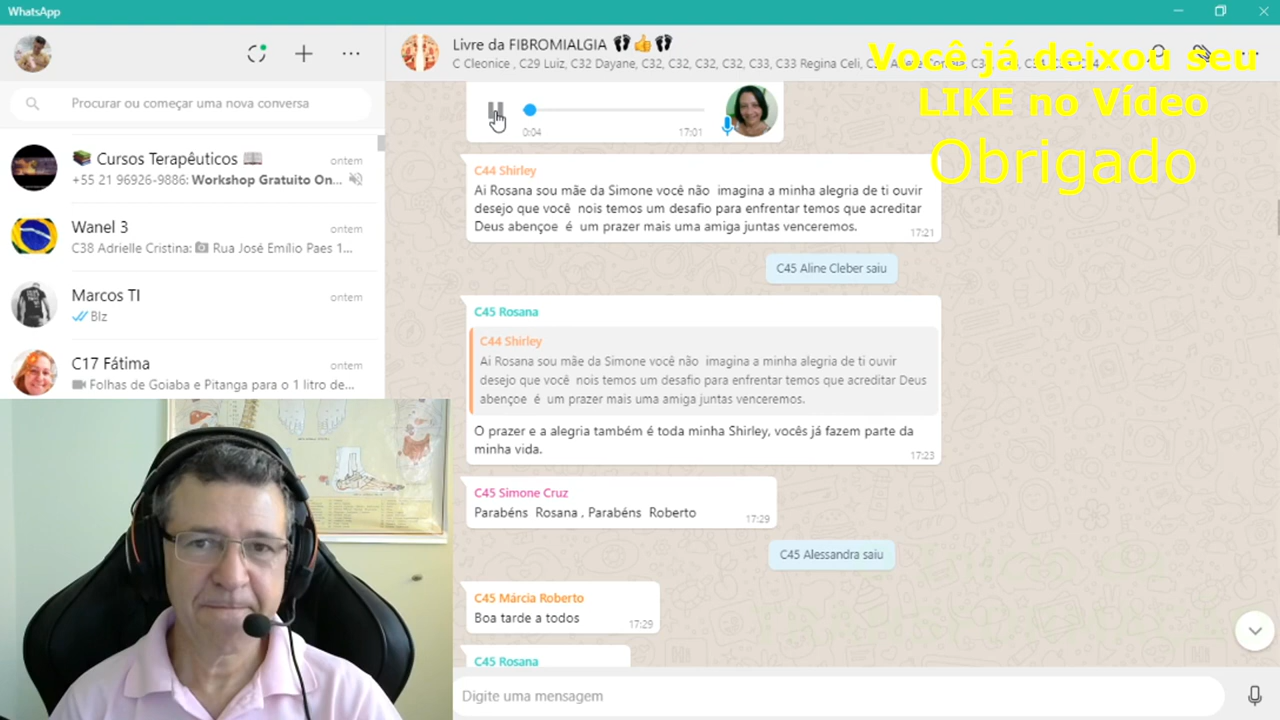 WhatsApp
Livre da FIBROMIALGIA
C Cleonice , C29 Luiz, C32 Dayane, C32, C32, C32, C32, C33, C33 Regina Celi,
Você já deixou seu
LIKE no Vídeo
Obrigado
Procurar ou começar uma nova conversa
Cursos Terapêuticos
ontem
+55 21 96926-9886: Workshop Gratuito On...
Wanel 3
ontem
C38 Adrielle Cristina: Rua José Emílio Paes 1...
Marcos TI
ontem
Blz
C17 Fátima
ontem
Folhas de Goiaba e Pitanga para o 1 litro de...
0:04
17:01
C44 Shirley
Ai Rosana sou mãe da Simone você não imagina a minha alegria de ti ouvir
desejo que você nois temos um desafio para enfrentar temos que acreditar
Deus abençoe é um prazer mais uma amiga juntas venceremos.
17:21
C45 Aline Cleber saiu
C45 Rosana
C44 Shirley
Ai Rosana sou mãe da Simone você não imagina a minha alegria de ti ouvir
desejo que você nois temos um desafio para enfrentar temos que acreditar Deus
abençoe é um prazer mais uma amiga juntas venceremos.
O prazer e a alegria também é toda minha Shirley, vocês já fazem parte da
minha vida.
17:23
C45 Simone Cruz
Parabéns Rosana , Parabéns Roberto
17:29
C45 Alessandra saiu
C45 Márcia Roberto
Boa tarde a todos
17:29
C45 Rosana
Digite uma mensagem